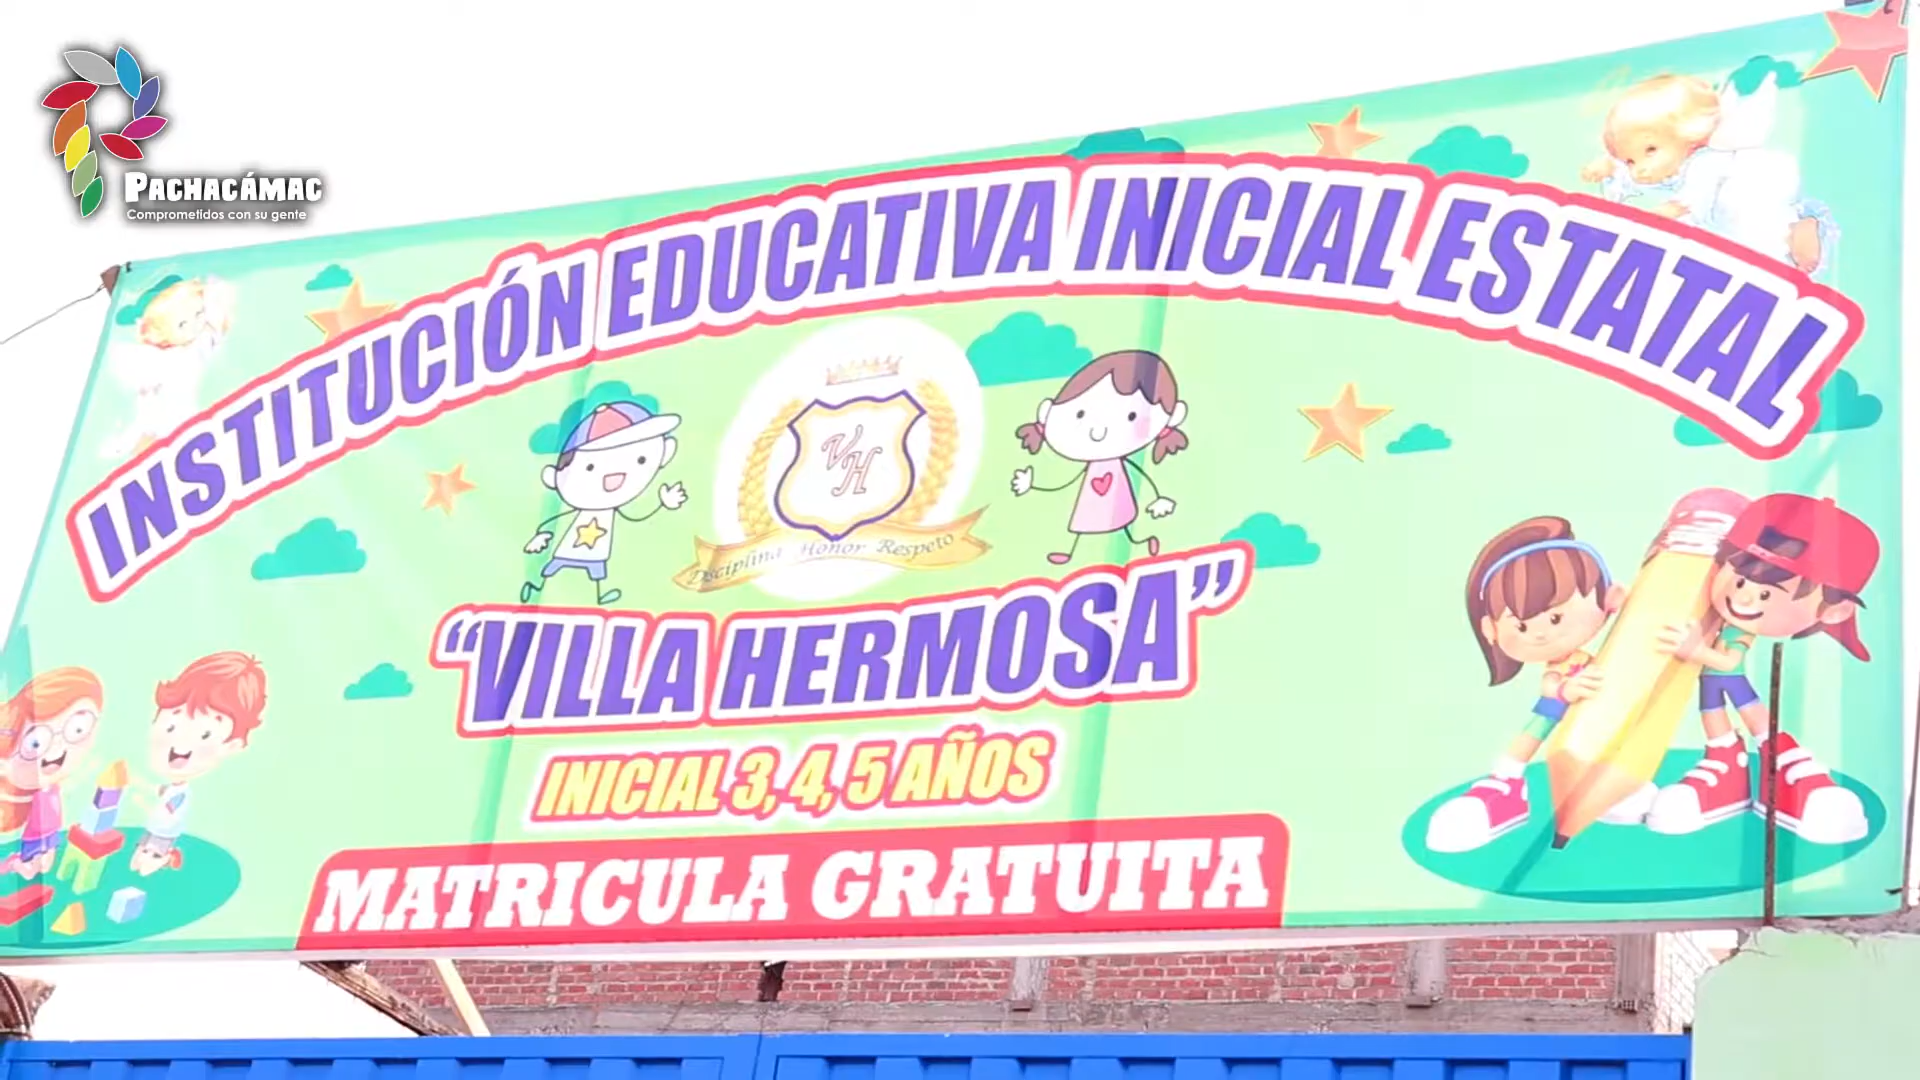 PACHACÁMAC
Comprometidos con su gente
INSTITUCIÓN EDUCATIVA INICIAL ESTATAL
VH
Disciplina Honor Respeto
“VILLA HERMOSA”
INICIAL 3, 4, 5 AÑOS
MATRICULA GRATUITA